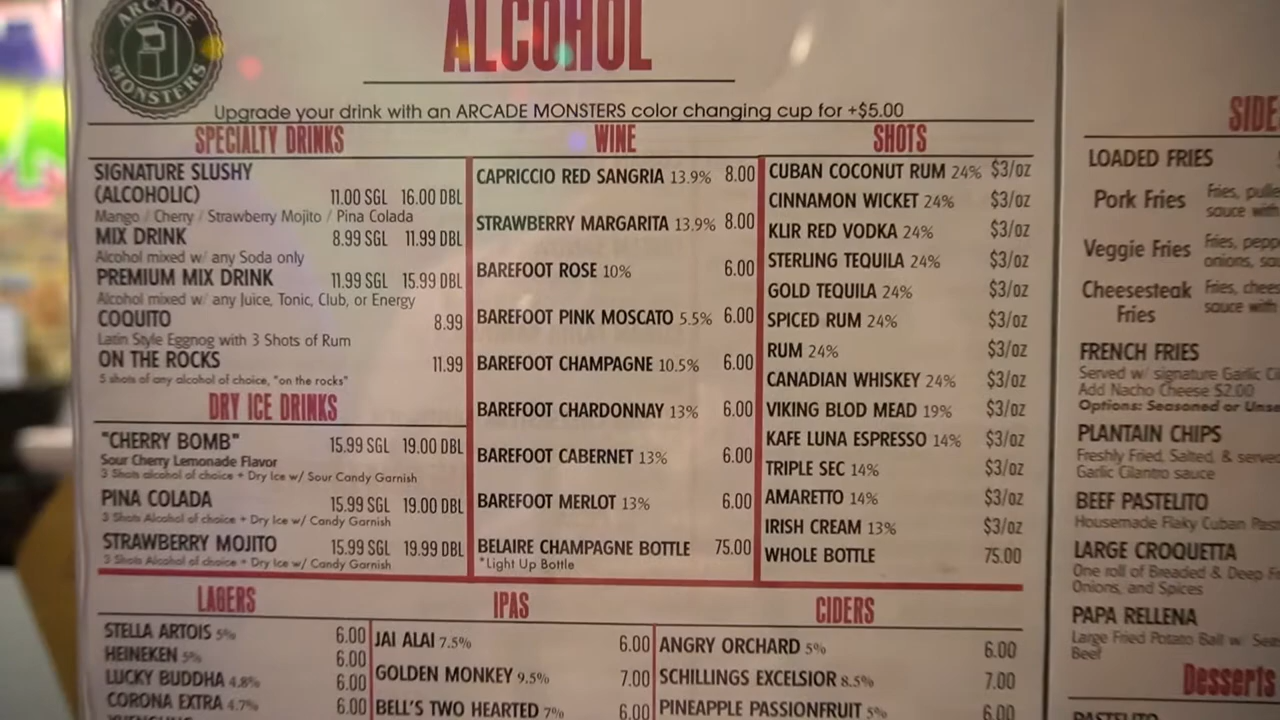 ARCADE
MONSTERS
ALCOHOL
Upgrade your drink with an ARCADE MONSTERS color changing cup for +$5.00
SPECIALTY DRINKS
SIGNATURE SLUSHY
(ALCOHOLIC) 11.00 SGL 16.00 DBL
Mango / Cherry / Strawberry Mojito / Pina Colada
MIX DRINK 8.99 SGL 11.99 DBL
Alcohol mixed w/ any Soda only
PREMIUM MIX DRINK 11.99 SGL 15.99 DBL
Alcohol mixed w/ any Juice, Tonic, Club, or Energy
COQUITO 8.99
Latin Style Eggnog with 3 Shots of Rum
ON THE ROCKS 11.99
5 shots of any alcohol of choice, "on the rocks"
DRY ICE DRINKS
"CHERRY BOMB" 15.99 SGL 19.00 DBL
Sour Cherry Lemonade Flavor
3 Shots alcohol of choice + Dry Ice w/ Sour Candy Garnish
PINA COLADA 15.99 SGL 19.00 DBL
3 Shots Alcohol of choice + Dry Ice w/ Candy Garnish
STRAWBERRY MOJITO 15.99 SGL 19.99 DBL
3 Shots Alcohol of choice + Dry Ice w/ Candy Garnish
WINE
CAPRICCIO RED SANGRIA 13.9% 8.00
STRAWBERRY MARGARITA 13.9% 8.00
BAREFOOT ROSE 10% 6.00
BAREFOOT PINK MOSCATO 5.5% 6.00
BAREFOOT CHAMPAGNE 10.5% 6.00
BAREFOOT CHARDONNAY 13% 6.00
BAREFOOT CABERNET 13% 6.00
BAREFOOT MERLOT 13% 6.00
BELAIRE CHAMPAGNE BOTTLE 75.00
*Light Up Bottle
SHOTS
CUBAN COCONUT RUM 24% $3/oz
CINNAMON WICKET 24% $3/oz
KLIR RED VODKA 24% $3/oz
STERLING TEQUILA 24% $3/oz
GOLD TEQUILA 24% $3/oz
SPICED RUM 24% $3/oz
RUM 24% $3/oz
CANADIAN WHISKEY 24% $3/oz
VIKING BLOD MEAD 19% $3/oz
KAFE LUNA ESPRESSO 14% $3/oz
TRIPLE SEC 14% $3/oz
AMARETTO 14% $3/oz
IRISH CREAM 13% $3/oz
WHOLE BOTTLE 75.00
LAGERS
STELLA ARTOIS 5% 6.00
HEINEKEN 5% 6.00
LUCKY BUDDHA 4.8% 6.00
CORONA EXTRA 4.7% 6.00
IPAS
JAI ALAI 7.5% 6.00
GOLDEN MONKEY 9.5% 7.00
BELL'S TWO HEARTED 7% 6.00
CIDERS
ANGRY ORCHARD 5% 6.00
SCHILLINGS EXCELSIOR 8.5% 7.00
PINEAPPLE PASSIONFRUIT 5% 6.00
SIDE
LOADED FRIES
Pork Fries Fries,
sauce with
Veggie Fries Fries,
onions,
Cheesesteak Fries,
Fries sauce with
FRENCH FRIES
Served w/ signature Garlic
Add Nacho Cheese $2.00
Options: Seasoned or
PLANTAIN CHIPS
Freshly Fried, Salted, &
Garlic Cilantro sauce
BEEF PASTELITO
Housemade Flaky Cuban
LARGE CROQUETTA
One roll of Breaded & Deep
Onions, and Spices
PAPA RELLENA
Large Fried Potato Ball w/
Beef
Desserts